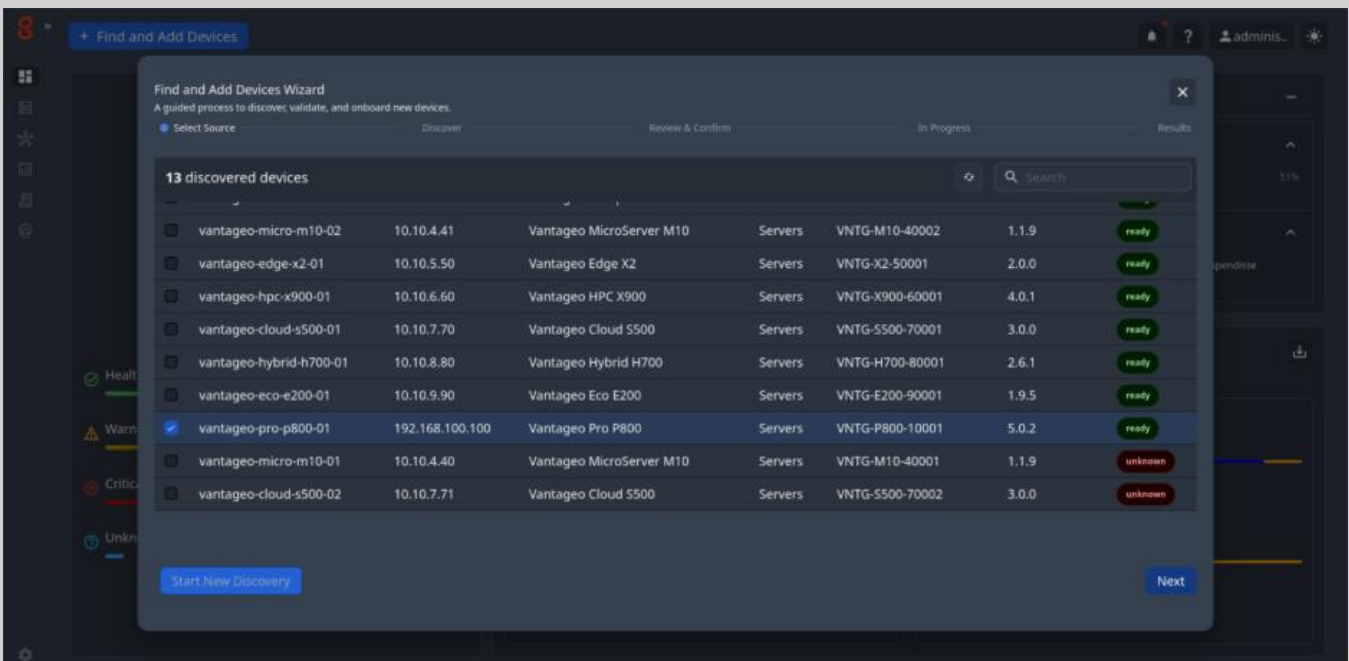 + Find and Add Devices
?
adminis..
Find and Add Devices Wizard
A guided process to discover, validate, and onboard new devices.
Select Source
Discover
Review & Confirm
In Progress
Results
13 discovered devices
Search
vantageo-micro-m10-02 10.10.4.41 Vantageo MicroServer M10 Servers VNTG-M10-40002 1.1.9 ready
vantageo-edge-x2-01 10.10.5.50 Vantageo Edge X2 Servers VNTG-X2-50001 2.0.0 ready
vantageo-hpc-x900-01 10.10.6.60 Vantageo HPC X900 Servers VNTG-X900-60001 4.0.1 ready
vantageo-cloud-s500-01 10.10.7.70 Vantageo Cloud S500 Servers VNTG-S500-70001 3.0.0 ready
vantageo-hybrid-h700-01 10.10.8.80 Vantageo Hybrid H700 Servers VNTG-H700-80001 2.6.1 ready
vantageo-eco-e200-01 10.10.9.90 Vantageo Eco E200 Servers VNTG-E200-90001 1.9.5 ready
vantageo-pro-p800-01 192.168.100.100 Vantageo Pro P800 Servers VNTG-P800-10001 5.0.2 ready
vantageo-micro-m10-01 10.10.4.40 Vantageo MicroServer M10 Servers VNTG-M10-40001 1.1.9 unknown
vantageo-cloud-s500-02 10.10.7.71 Vantageo Cloud S500 Servers VNTG-S500-70002 3.0.0 unknown
Start New Discovery
Next
Healt
Warn
Critic
Unkn
51%
spendisse